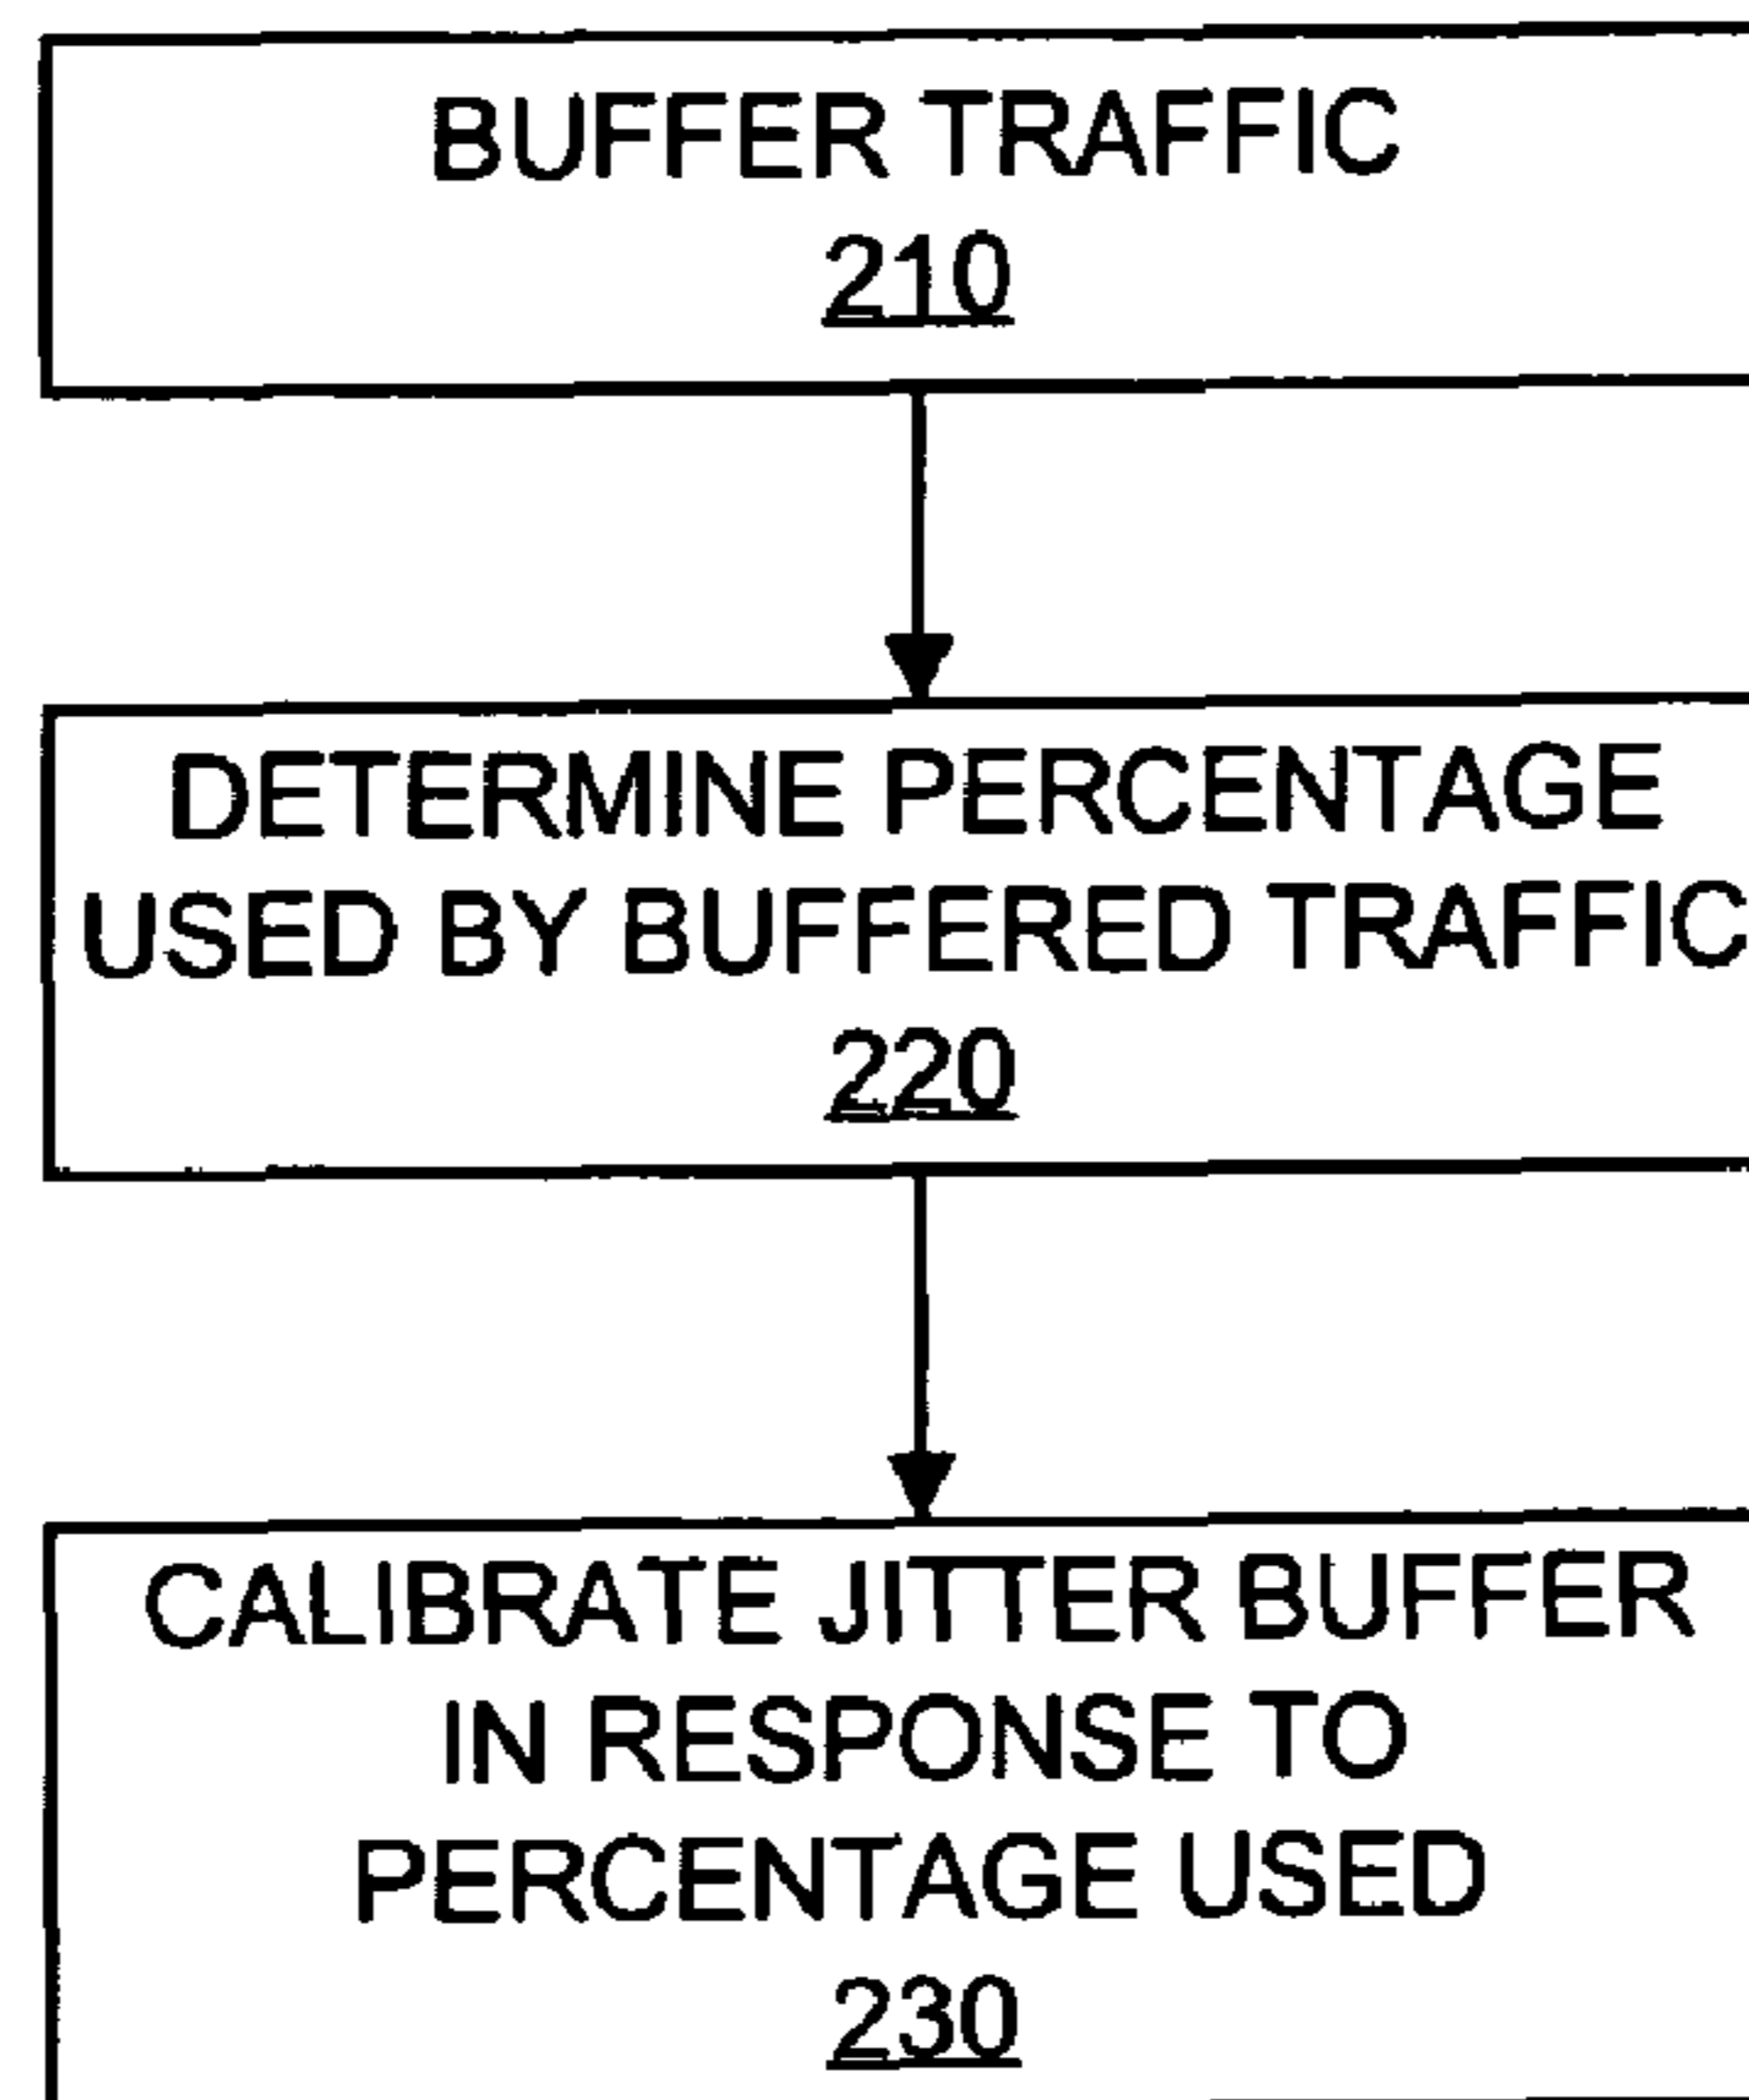 BUFFER TRAFFIC
210
DETERMINE PERCENTAGE
USED BY BUFFERED TRAFFIC
220
CALIBRATE JITTER BUFFER
IN RESPONSE TO
PERCENTAGE USED
230